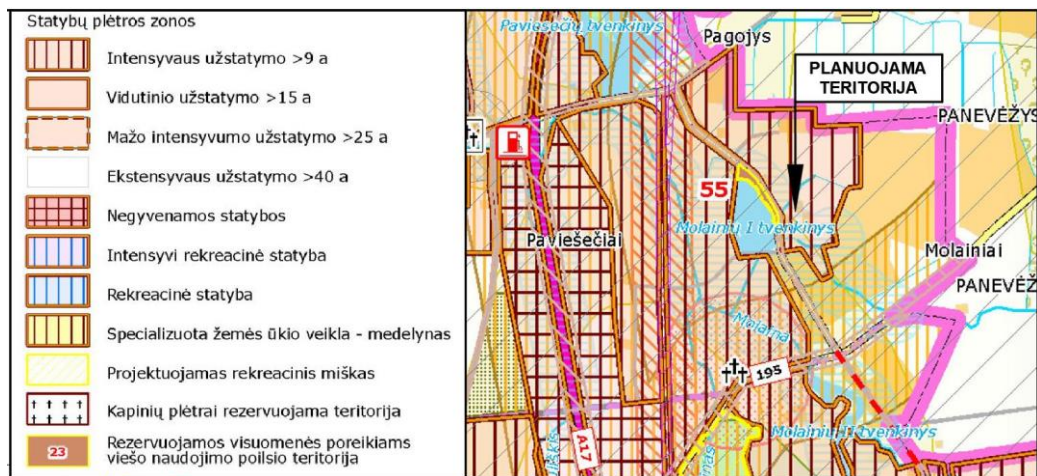 Statybų plėtros zonos
Intensyvaus užstatymo >9 a
Vidutinio užstatymo >15 a
Mažo intensyvumo užstatymo >25 a
Ekstensyvaus užstatymo >40 a
Negyvenamos statybos
Intensyvi rekreacinė statyba
Rekreacinė statyba
Specializuota žemės ūkio veikla - medelynas
Projektuojamas rekreacinis miškas
Kapinių plėtrai rezervuojama teritorija
23
Rezervuojamos visuomenės poreikiams
viešo naudojimo poilsio teritorija
Paviesečių tvenkinys
Pagojys
PLANUOJAMA
TERITORIJA
PANEVĖŽYS
55
Molainių I tvenkinys
Paviešečiai
Molainiai
PANEVĖŽ
Molaina
195
A17
Molainių II tvenkinys